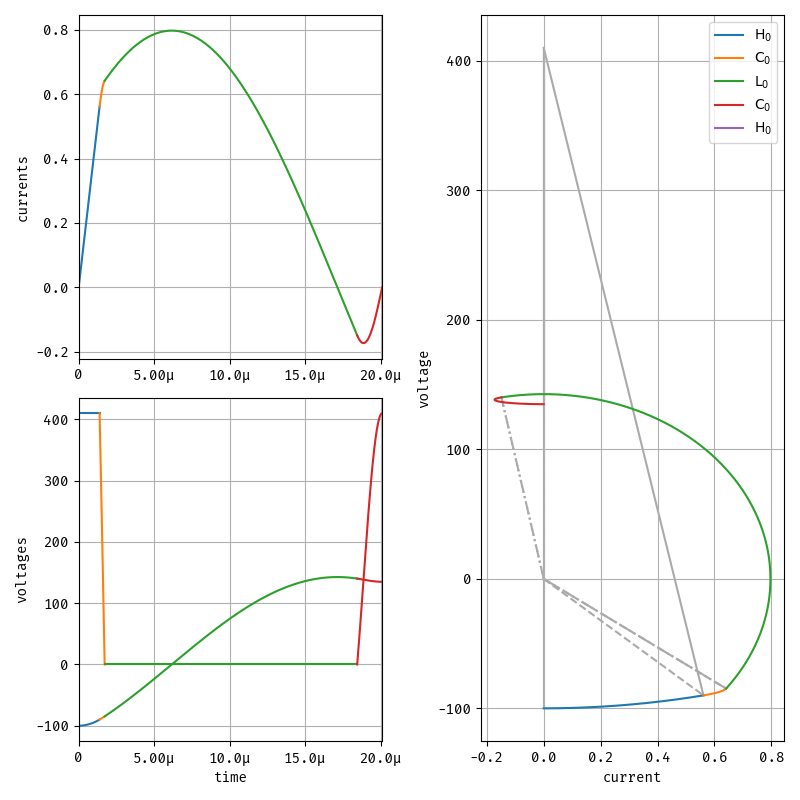 0.8
0.6
0.4
0.2
0.0
-0.2
currents
0 5.00μ 10.0μ 15.0μ 20.0μ
400
300
200
100
0
-100
voltages
0 5.00μ 10.0μ 15.0μ 20.0μ
time
400
300
200
100
0
-100
voltage
-0.2 0.0 0.2 0.4 0.6 0.8
current
H₀
C₀
L₀
C₀
H₀